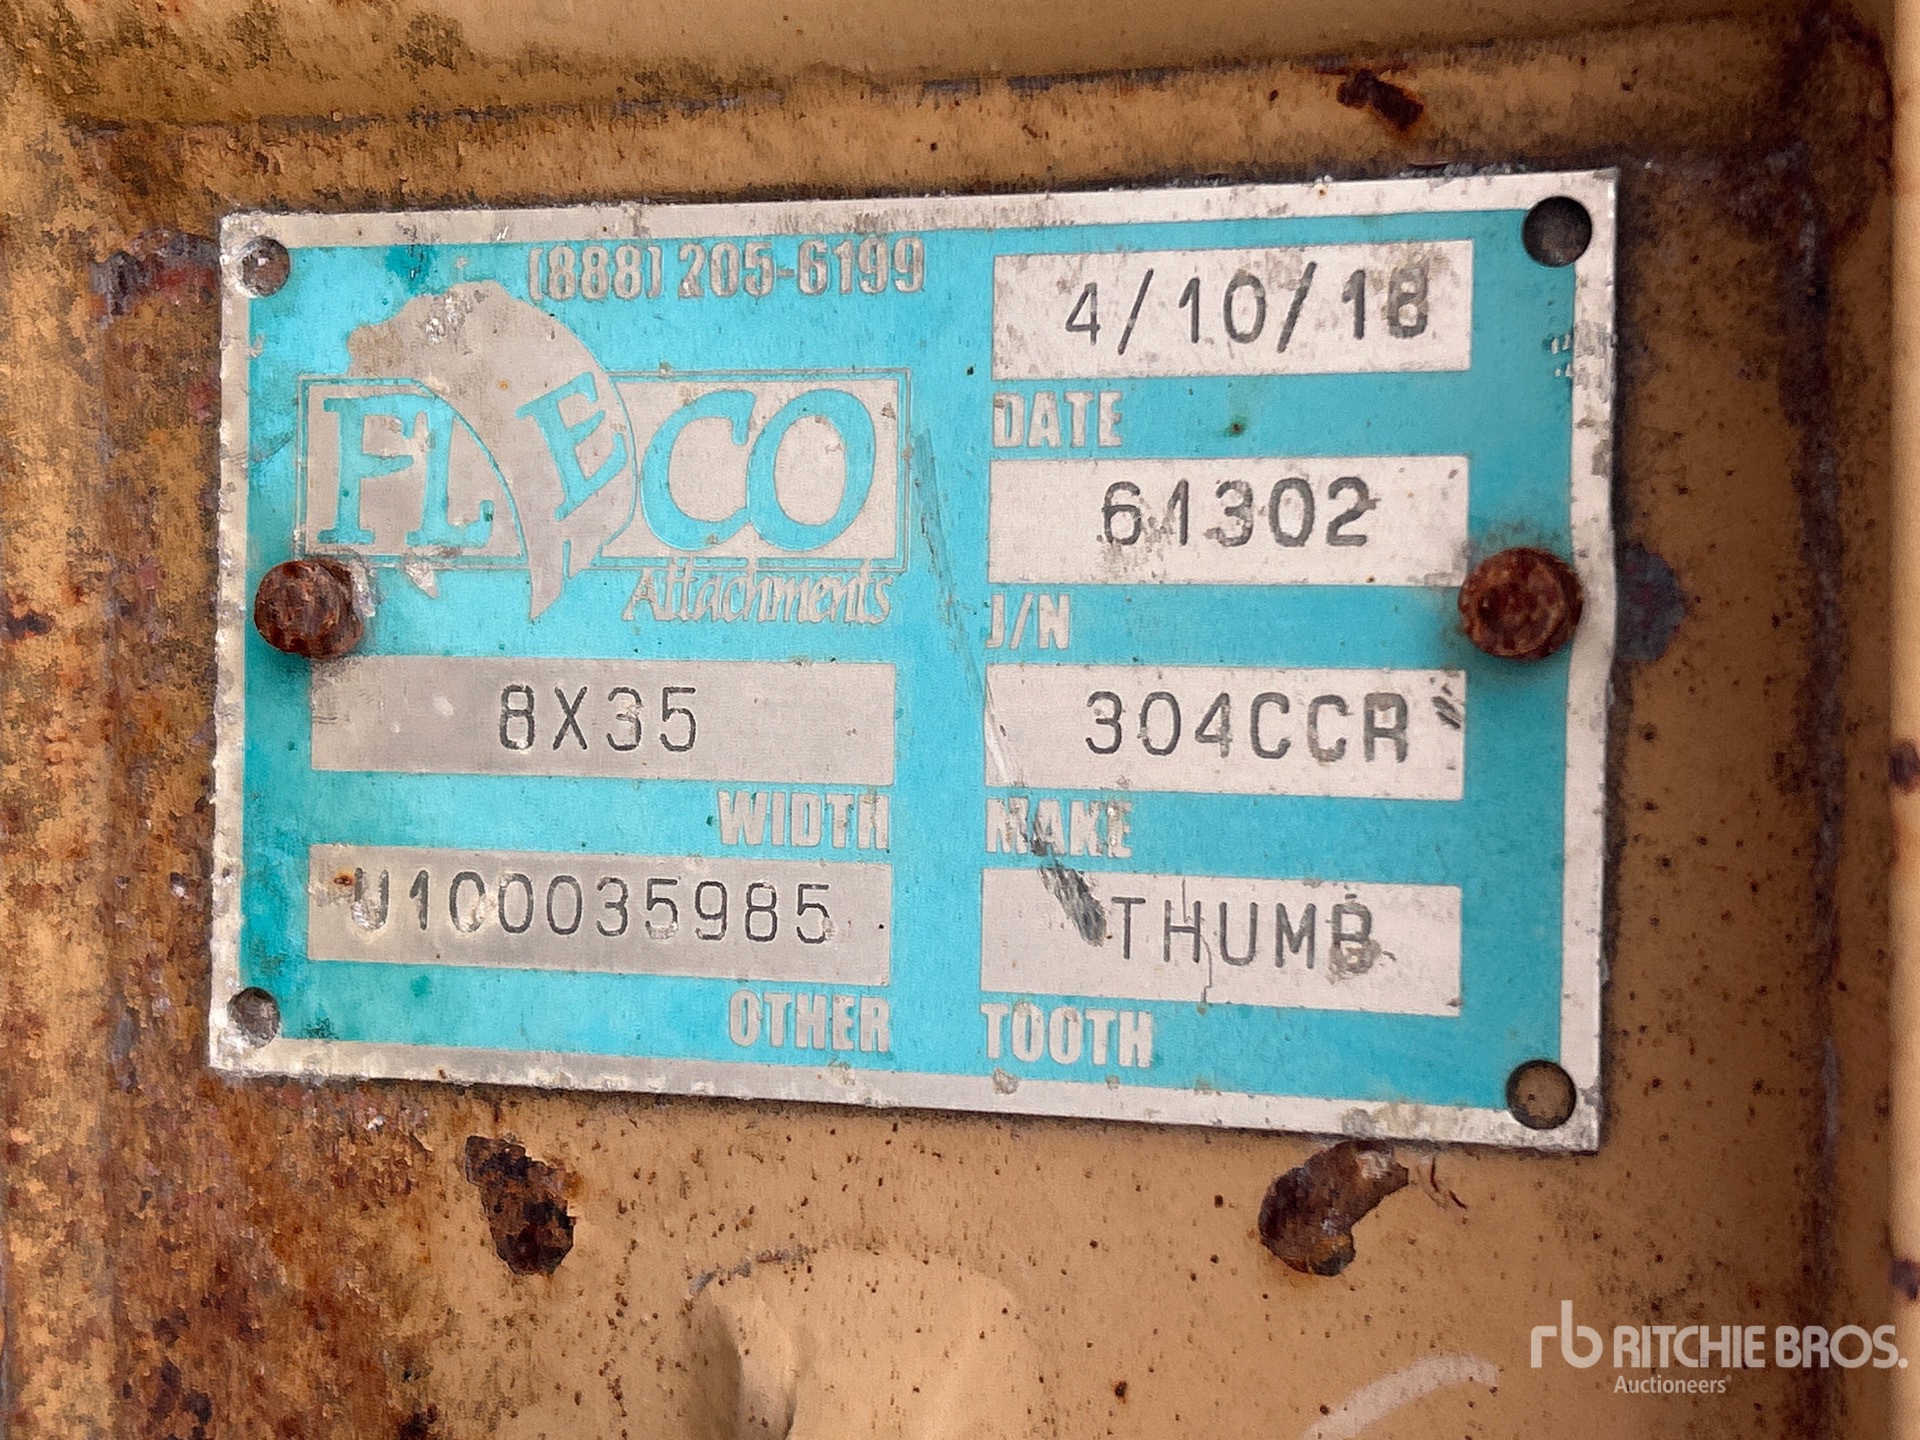 (888) 205-6199
FLECO
Attachments
4/10/18
DATE
61302
J/N
8X35
WIDTH
304CCR
MAKE
U100035985
OTHER
THUMB
TOOTH
rb RITCHIE BROS.
Auctioneers